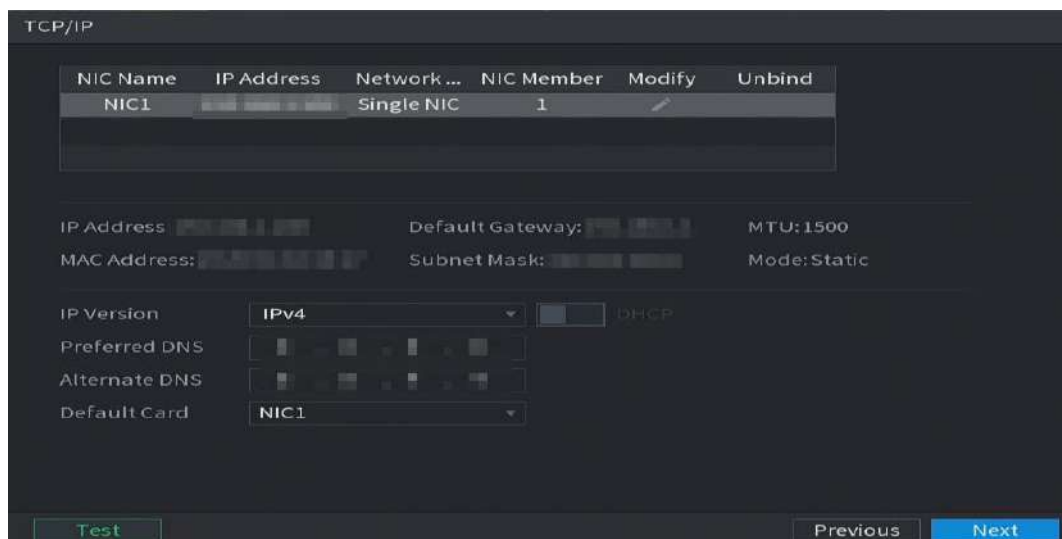 TCP/IP
NIC Name IP Address Network ... NIC Member Modify Unbind
NIC1 Single NIC 1
IP Address Default Gateway: MTU:1500
MAC Address: Subnet Mask: Mode:Static
IP Version IPv4 DHCP
Preferred DNS
Alternate DNS
Default Card NIC1
Test Previous Next